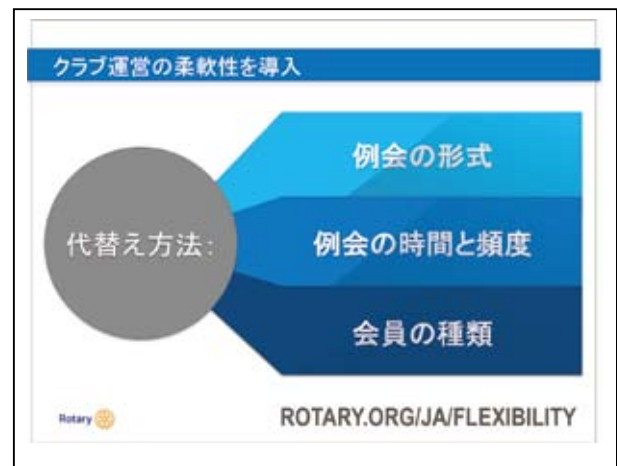 クラブ運営の柔軟性を導入
代替え方法:
例会の形式
例会の時間と頻度
会員の種類
Rotary
ROTARY.ORG/JA/FLEXIBILITY